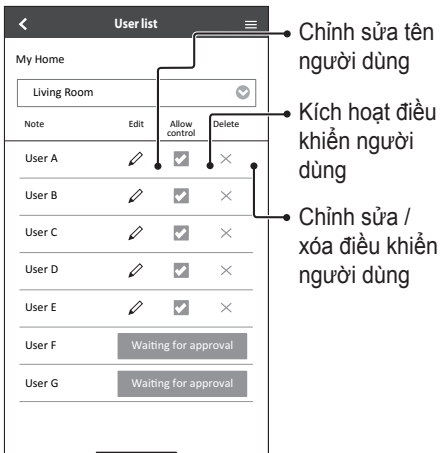 User list
My Home
Living Room
Note Edit Allow control Delete
User A
User B
User C
User D
User E
User F Waiting for approval
User G Waiting for approval
Chỉnh sửa tên
người dùng
Kích hoạt điều
khiển người
dùng
Chỉnh sửa /
xóa điều khiển
người dùng